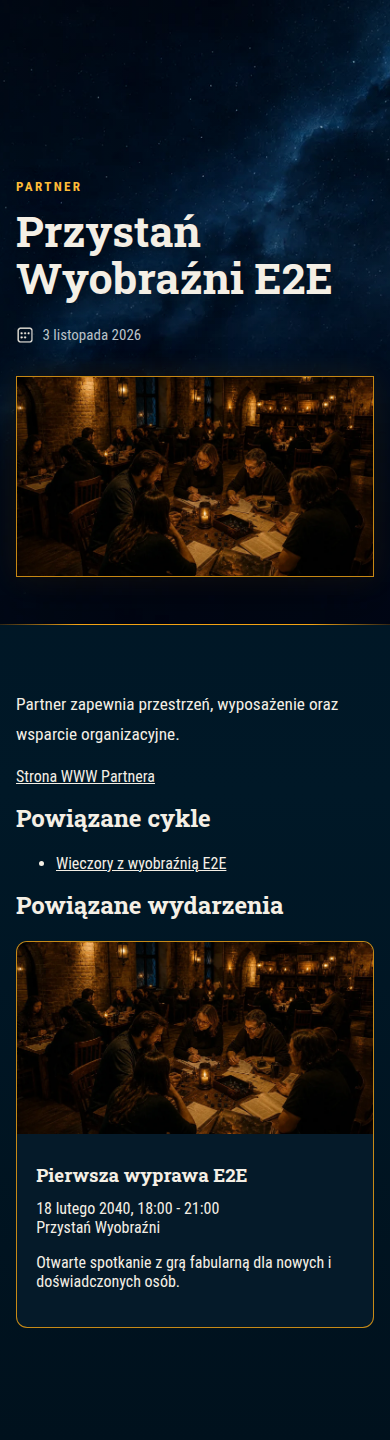 PARTNER
Przystań
Wyobraźni E2E
3 listopada 2026
Partner zapewnia przestrzeń, wyposażenie oraz
wsparcie organizacyjne.
Strona WWW Partnera
Powiązane cykle
Wieczory z wyobraźnią E2E
Powiązane wydarzenia
Pierwsza wyprawa E2E
18 lutego 2040, 18:00 - 21:00
Przystań Wyobraźni
Otwarte spotkanie z grą fabularną dla nowych i
doświadczonych osób.